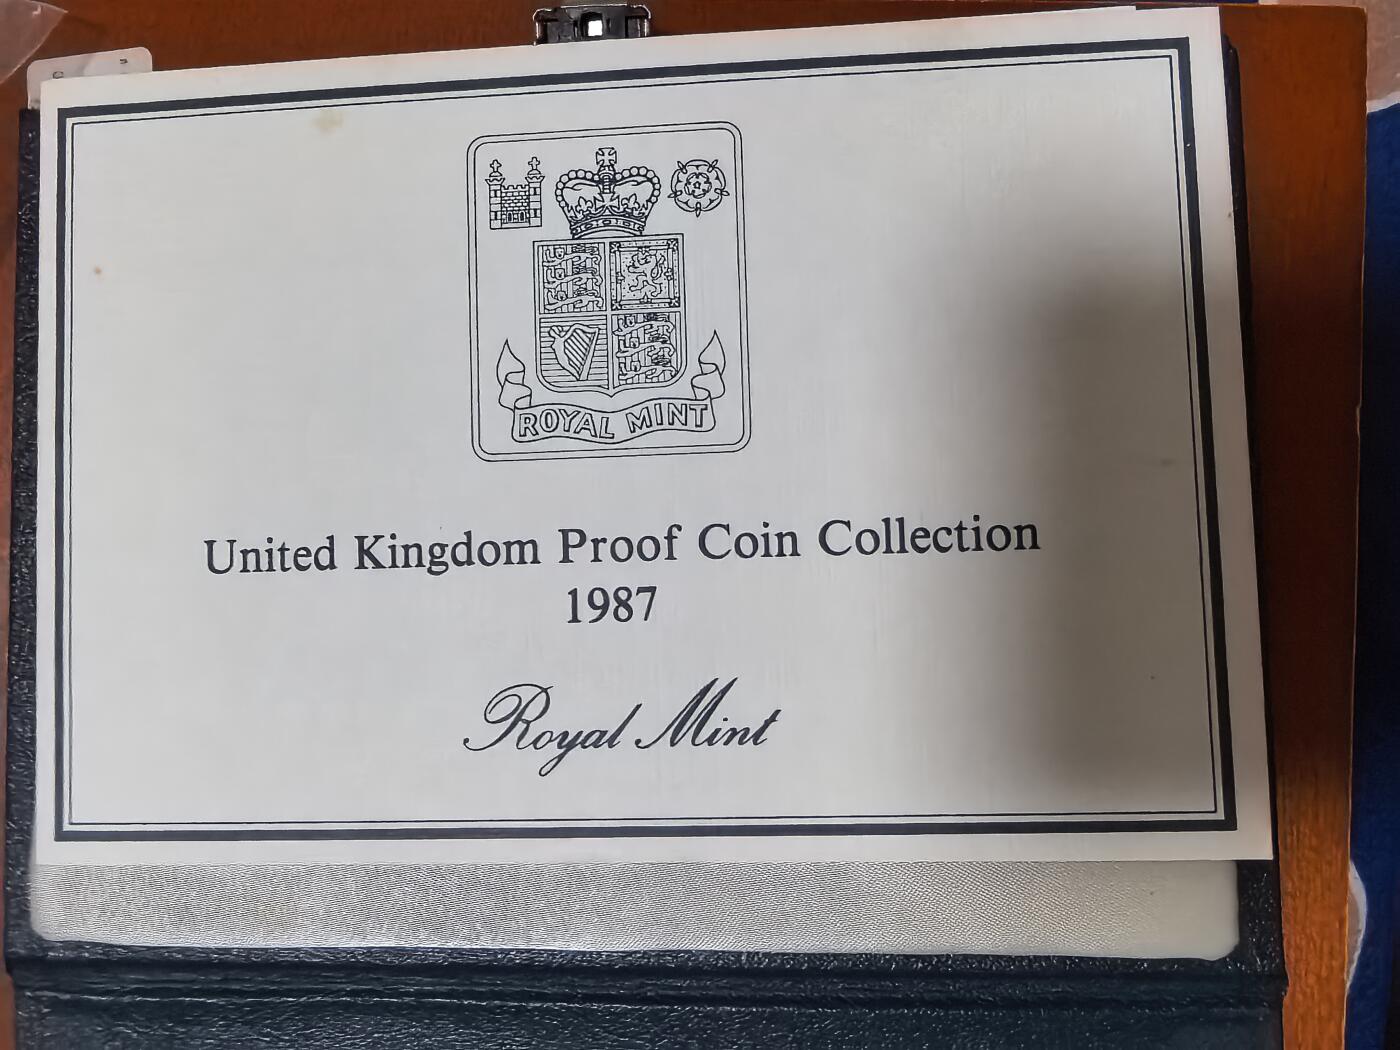 ROYAL MINT
United Kingdom Proof Coin Collection
1987
Royal Mint